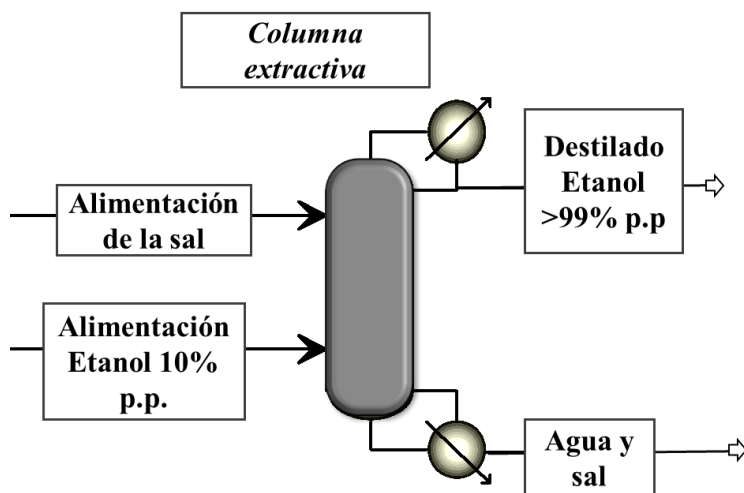 Columna
extractiva
Alimentación
de la sal
Destilado
Etanol
>99% p.p
Alimentación
Etanol 10%
p.p.
Agua y
sal